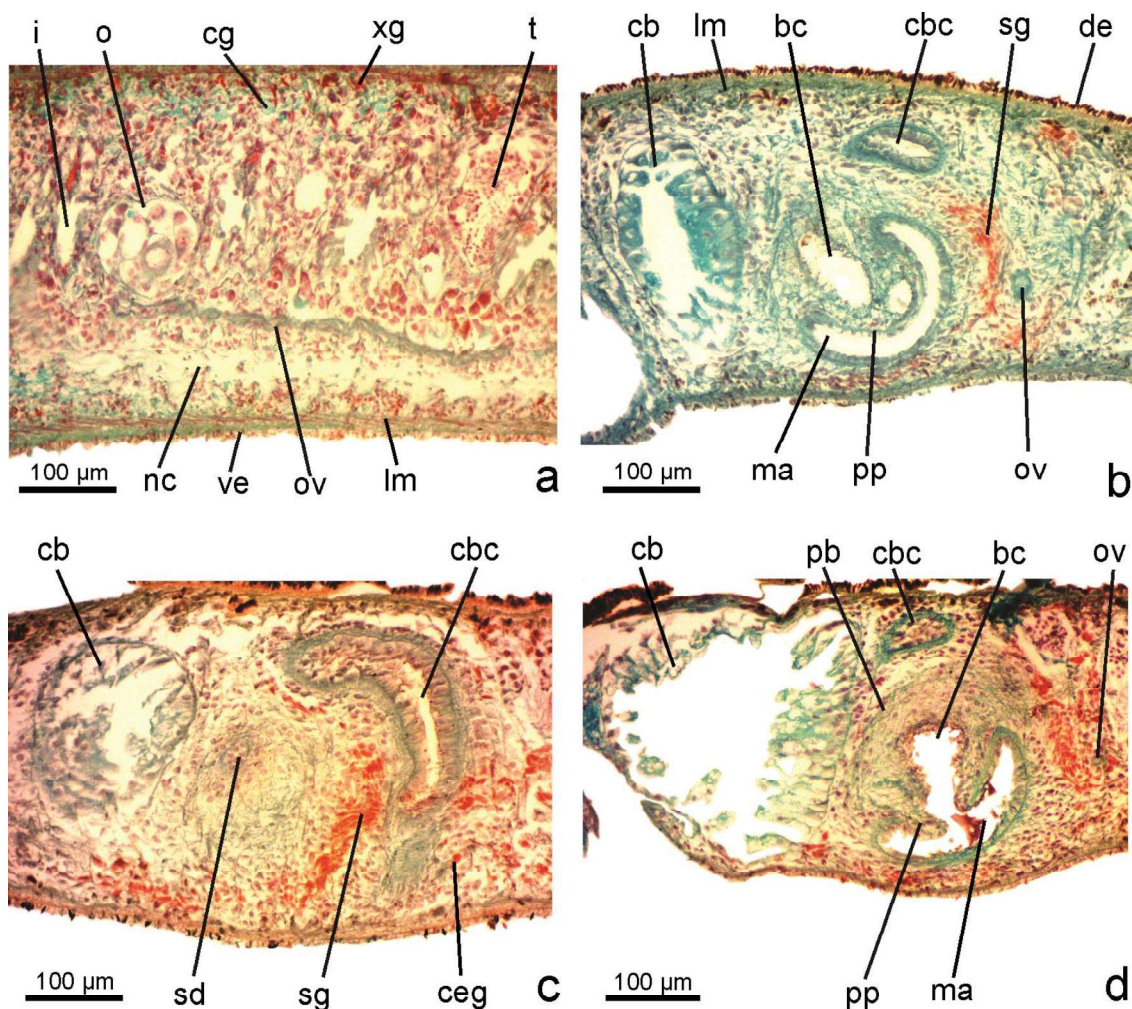 i o cg xg t
100 µm nc ve ov lm a
cb lm bc cbc sg de
100 µm ma pp ov b
cb cbc
100 µm sd sg ceg c
cb pb cbc bc ov
100 µm pp ma d